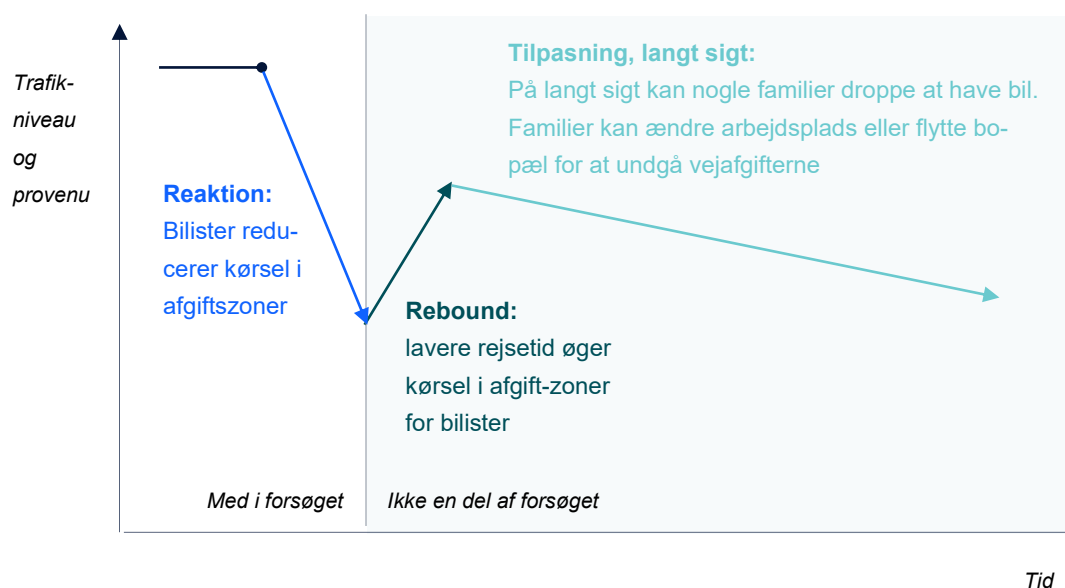 Trafik-
niveau
og
provenu
Tilpasning, langt sigt:
På langt sigt kan nogle familier droppe at have bil.
Familier kan ændre arbejdsplads eller flytte bo-
pæl for at undgå vejafgifterne
Reaktion:
Bilister redu-
cerer kørsel i
afgiftszoner
Rebound:
lavere rejsetid øger
kørsel i afgift-zoner
for bilister
Med i forsøget
Ikke en del af forsøget
Tid